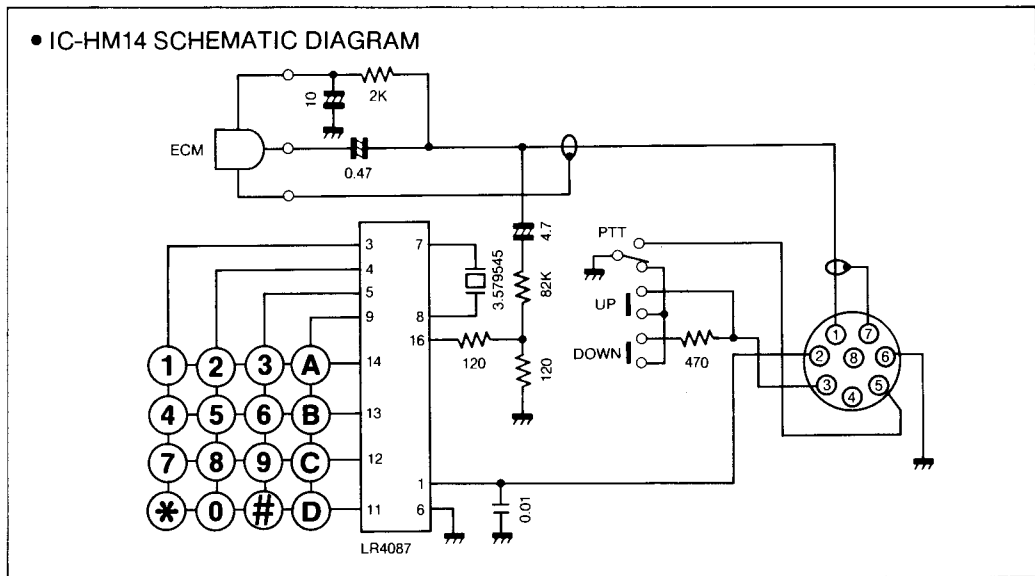 • IC-HM14 SCHEMATIC DIAGRAM
10
2K
ECM
0.47
4.7
82K
3
4
5
9
14
13
12
11
7
8
16
1
6
3.579545
120
120
0.01
LR4087
1 2 3 A
4 5 6 B
7 8 9 C
* 0 # D
PTT
UP
DOWN
470
1 7
2 8 6
3 5
4